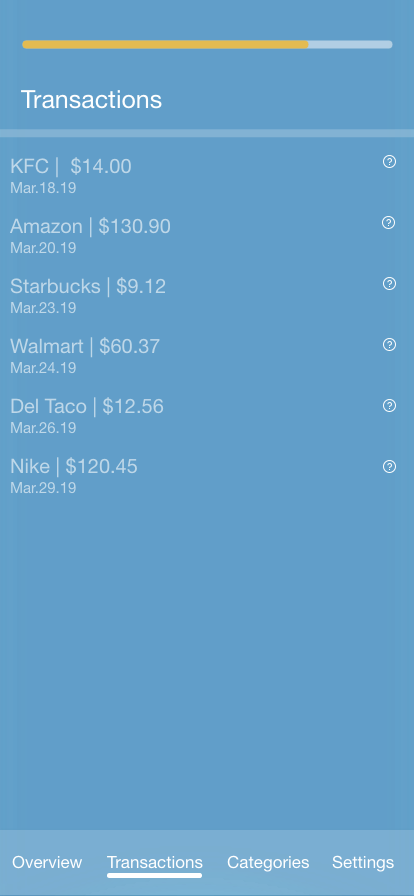 Transactions
KFC |  $14.00
Mar.18.19
Amazon | $130.90
Mar.20.19
Starbucks | $9.12
Mar.23.19
Walmart | $60.37
Mar.24.19
Del Taco | $12.56
Mar.26.19
Nike | $120.45
Mar.29.19
Overview Transactions Categories Settings